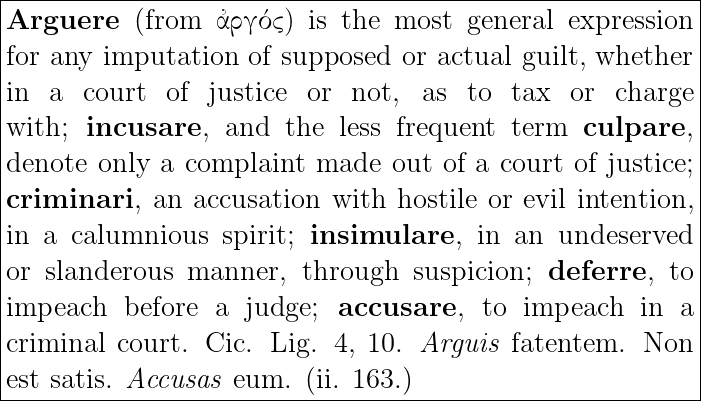 Arguere (from ἀργός) is the most general expression
for any imputation of supposed or actual guilt, whether
in a court of justice or not, as to tax or charge
with; incusare, and the less frequent term culpare,
denote only a complaint made out of a court of justice;
criminari, an accusation with hostile or evil intention,
in a calumnious spirit; insimulare, in an undeserved
or slanderous manner, through suspicion; deferre, to
impeach before a judge; accusare, to impeach in a
criminal court. Cic. Lig. 4, 10. Arguis fatentem. Non
est satis. Accusas eum. (ii. 163.)